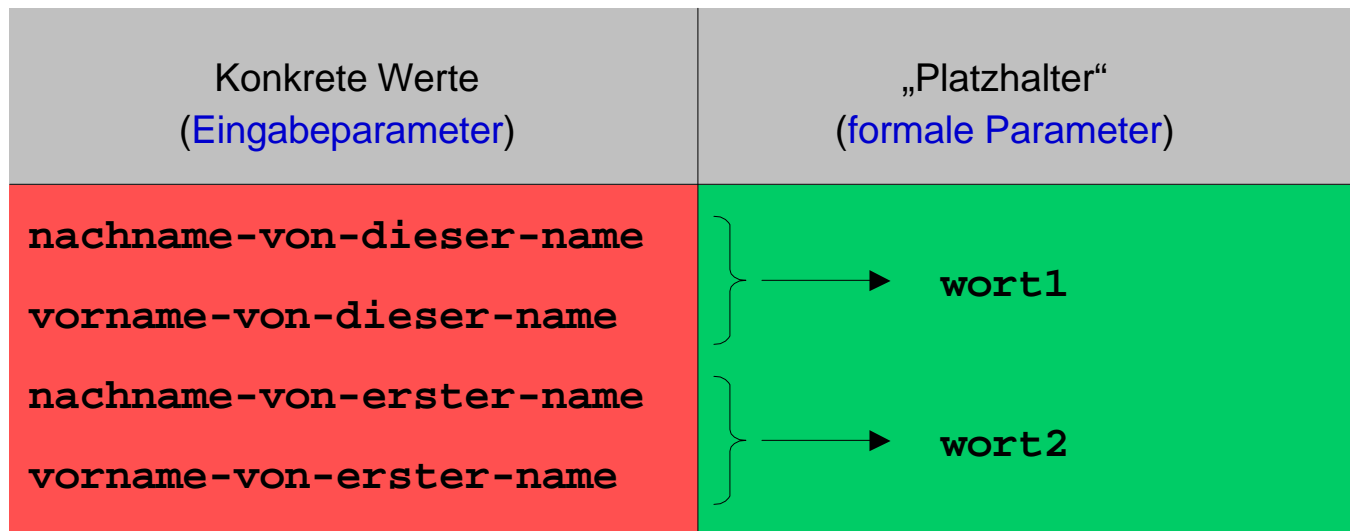 Konkrete Werte
(Eingabeparameter)
„Platzhalter“
(formale Parameter)
nachname-von-dieser-name
vorname-von-dieser-name
wort1
nachname-von-erster-name
vorname-von-erster-name
wort2